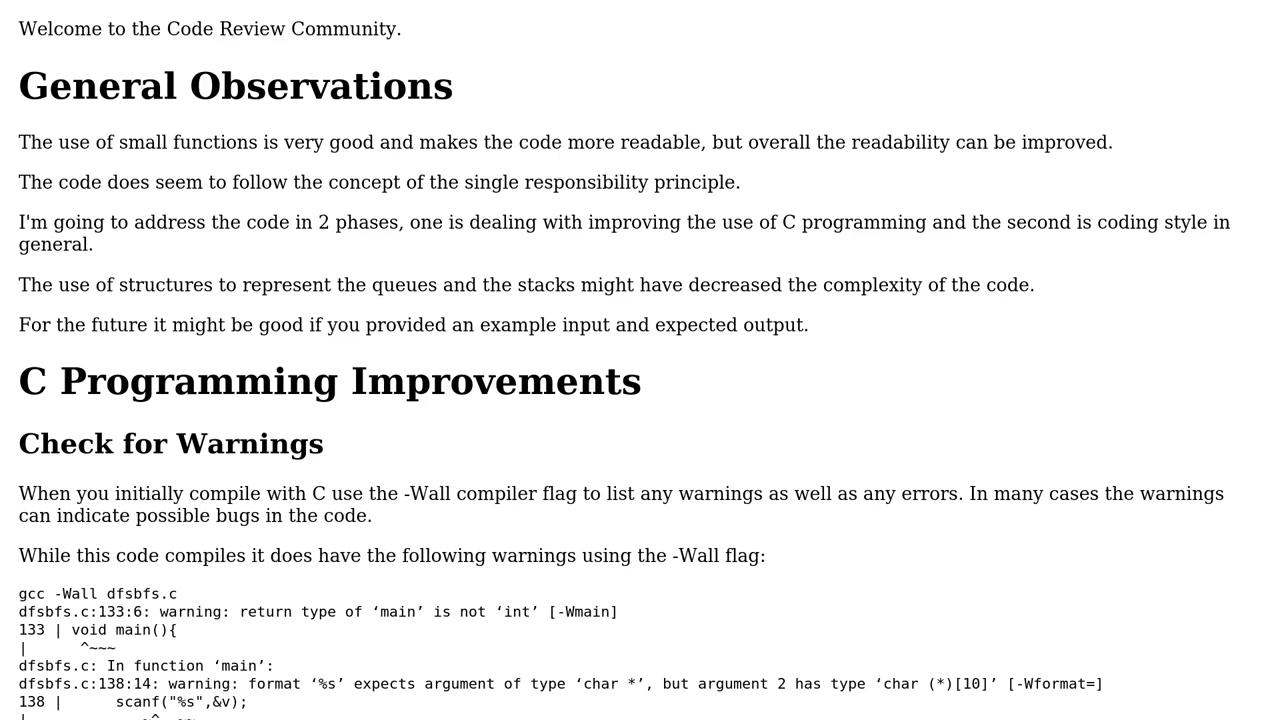 Welcome to the Code Review Community.
General Observations
The use of small functions is very good and makes the code more readable, but overall the readability can be improved.
The code does seem to follow the concept of the single responsibility principle.
I'm going to address the code in 2 phases, one is dealing with improving the use of C programming and the second is coding style in
general.
The use of structures to represent the queues and the stacks might have decreased the complexity of the code.
For the future it might be good if you provided an example input and expected output.
C Programming Improvements
Check for Warnings
When you initially compile with C use the -Wall compiler flag to list any warnings as well as any errors. In many cases the warnings
can indicate possible bugs in the code.
While this code compiles it does have the following warnings using the -Wall flag:
gcc -Wall dfsbfs.c
dfsbfs.c:133:6: warning: return type of ‘main’ is not ‘int’ [-Wmain]
133 | void main(){
|      ^~~~
dfsbfs.c: In function ‘main’:
dfsbfs.c:138:14: warning: format ‘%s’ expects argument of type ‘char *’, but argument 2 has type ‘char (*)[10]’ [-Wformat=]
138 |      scanf("%s",&v);